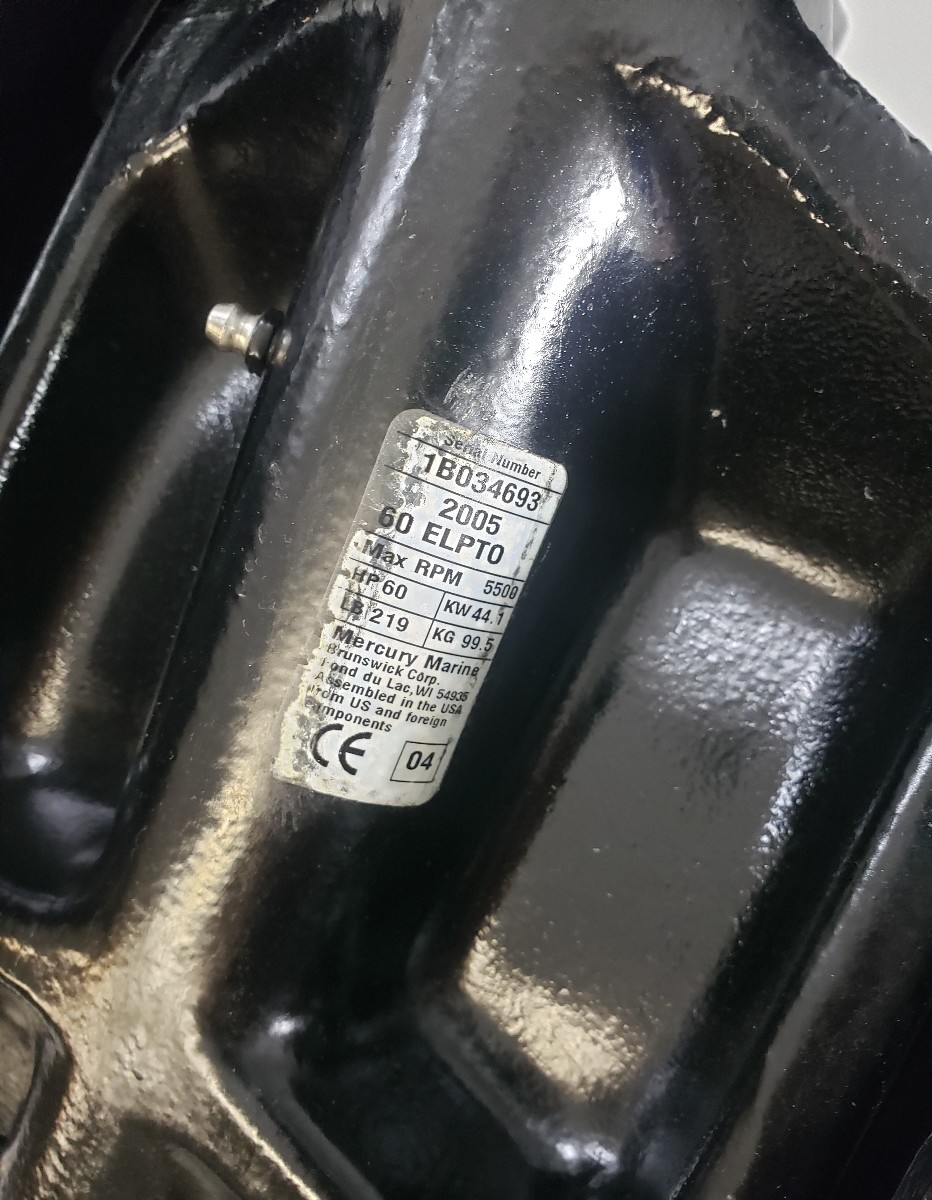 Serial Number
1B034693
2005
60 ELPTO
Max RPM 5500
HP 60 KW 44.1
LB 219 KG 99.5
Mercury Marine
Brunswick Corp.
Fond du Lac, WI 54935
Assembled in the USA
from US and foreign
components
CE 04